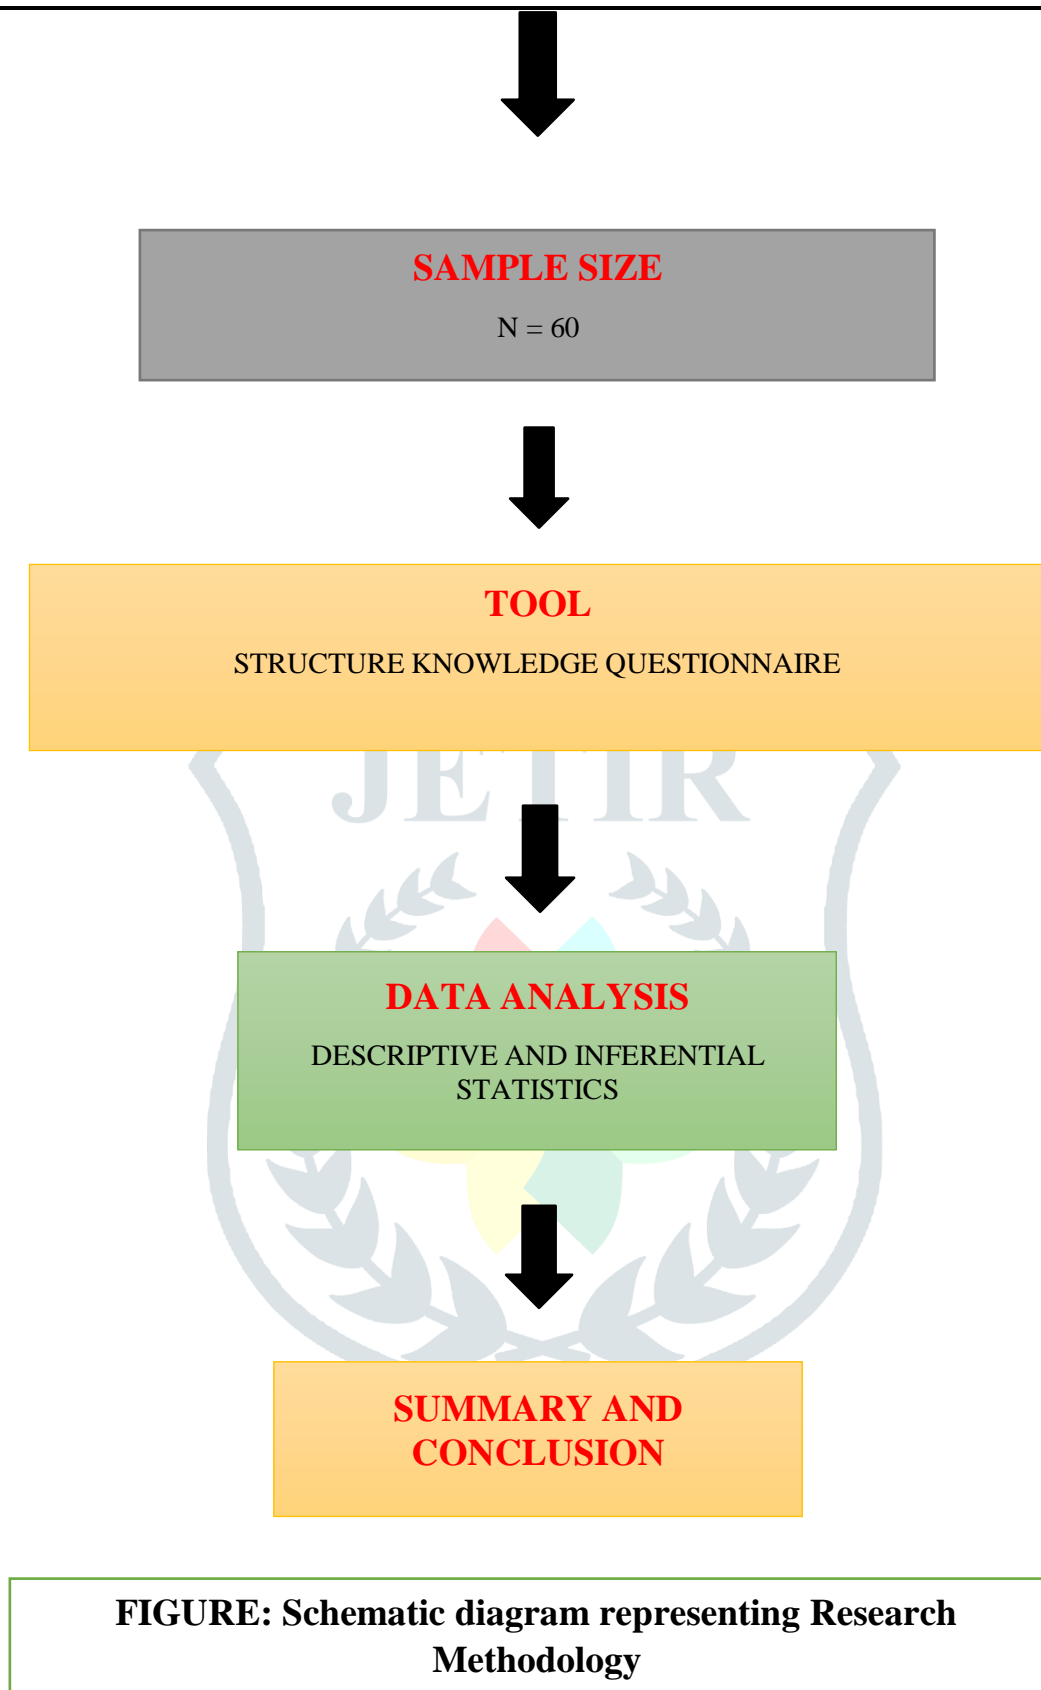 SAMPLE SIZE
N = 60
TOOL
STRUCTURE KNOWLEDGE QUESTIONNAIRE
JETIR
DATA ANALYSIS
DESCRIPTIVE AND INFERENTIAL
STATISTICS
SUMMARY AND
CONCLUSION
FIGURE: Schematic diagram representing Research
Methodology